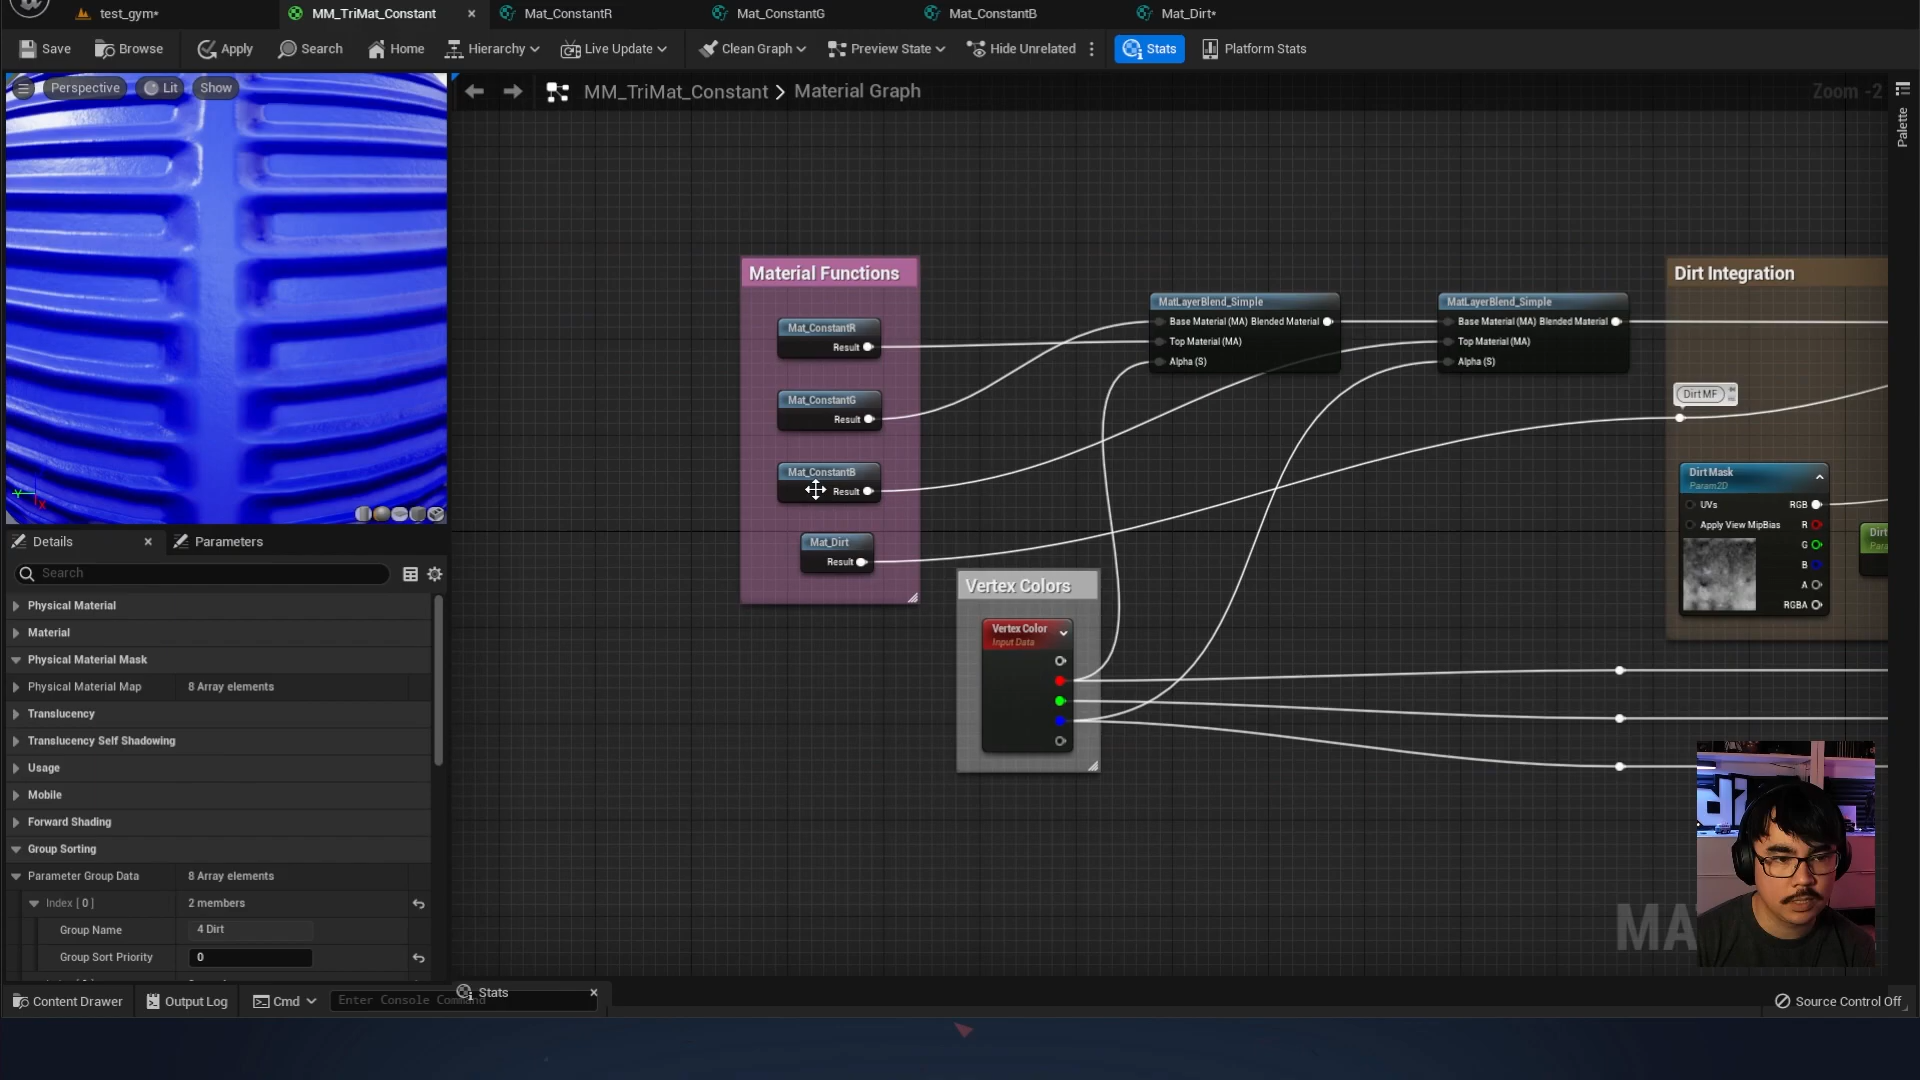 test_gym*
MM_TriMat_Constant
Mat_ConstantR
Mat_ConstantG
Mat_ConstantB
Mat_Dirt*
Save
Browse
Apply
Search
Home
Hierarchy
Live Update
Clean Graph
Preview State
Hide Unrelated
Stats
Platform Stats
Perspective
Lit
Show
MM_TriMat_Constant > Material Graph
Zoom -2
Palette
Material Functions
Mat_ConstantR
Result
Mat_ConstantG
Result
Mat_ConstantB
Result
Mat_Dirt
Result
MatLayerBlend_Simple
Base Material (MA) Blended Material
Top Material (MA)
Alpha (S)
MatLayerBlend_Simple
Base Material (MA) Blended Material
Top Material (MA)
Alpha (S)
Dirt Integration
Dirt MF
Dirt Mask
Param2D
UVs
RGB
Apply View MipBias
R
G
B
A
RGBA
Dirt
Para
Vertex Colors
Vertex Color
Input Data
Details
Parameters
Search
Physical Material
Material
Physical Material Mask
Physical Material Map
8 Array elements
Translucency
Translucency Self Shadowing
Usage
Mobile
Forward Shading
Group Sorting
Parameter Group Data
8 Array elements
Index [ 0 ]
2 members
Group Name
4 Dirt
Group Sort Priority
0
MA
Content Drawer
Output Log
Cmd
Enter Console Command
Stats
Source Control Off